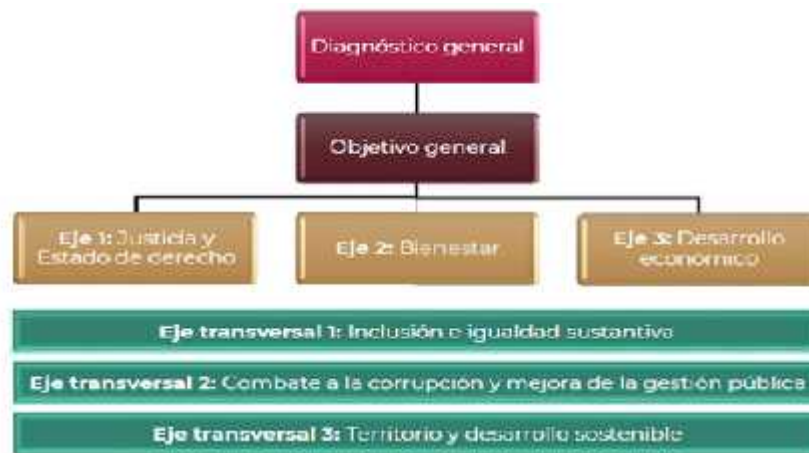 Diagnóstico general
Objetivo general
Eje 1: Justicia y
Estado de derecho
Eje 2: Bienestar
Eje 3: Desarrollo
económico
Eje transversal 1: Inclusión e igualdad sustantiva
Eje transversal 2: Combate a la corrupción y mejora de la gestión pública
Eje transversal 3: Territorio y desarrollo sostenible